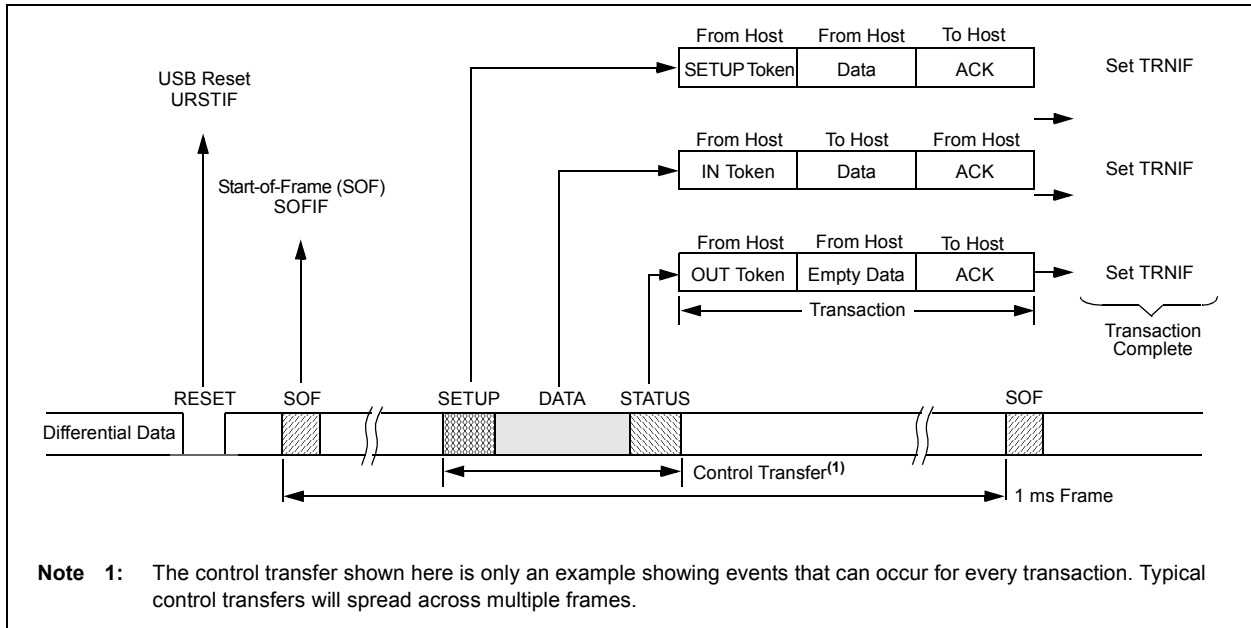 From Host From Host To Host
SETUP Token Data ACK Set TRNIF
USB Reset
URSTIF
From Host To Host From Host
IN Token Data ACK Set TRNIF
Start-of-Frame (SOF)
SOFIF
From Host From Host To Host
OUT Token Empty Data ACK Set TRNIF
Transaction
Transaction
Complete
RESET SOF SETUP DATA STATUS SOF
Differential Data
Control Transfer(1)
1 ms Frame
Note 1: The control transfer shown here is only an example showing events that can occur for every transaction. Typical
control transfers will spread across multiple frames.